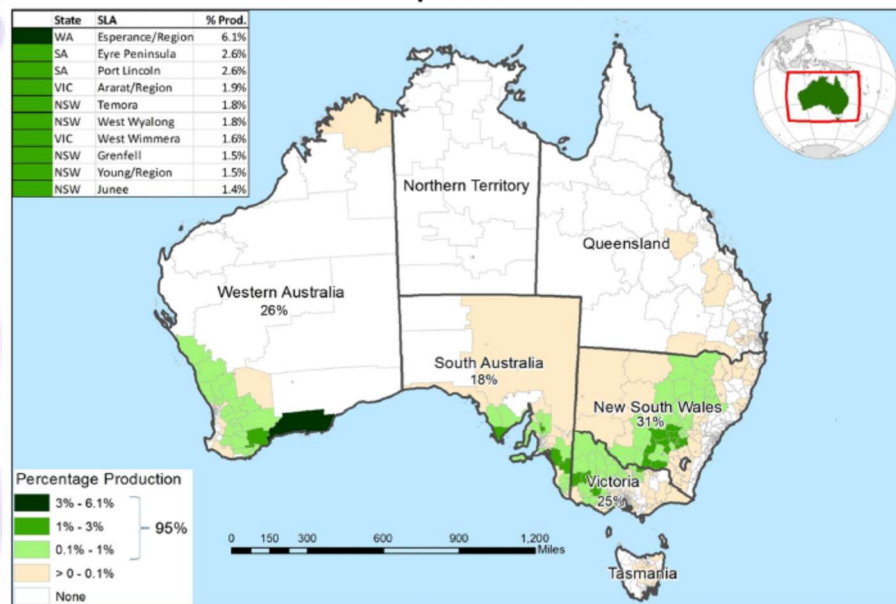 State SLA % Prod.
WA Esperance/Region 6.1%
SA Eyre Peninsula 2.6%
SA Port Lincoln 2.6%
VIC Ararat/Region 1.9%
NSW Temora 1.8%
NSW West Wyalong 1.8%
VIC West Wimmera 1.6%
NSW Grenfell 1.5%
NSW Young/Region 1.5%
NSW Junee 1.4%
Northern Territory
Queensland
Western Australia
26%
South Australia
18%
New South Wales
31%
Victoria
25%
Tasmania
Percentage Production
3% - 6.1%
1% - 3%
0.1% - 1%
95%
> 0 - 0.1%
None
0 150 300 600 900 1,200
Miles